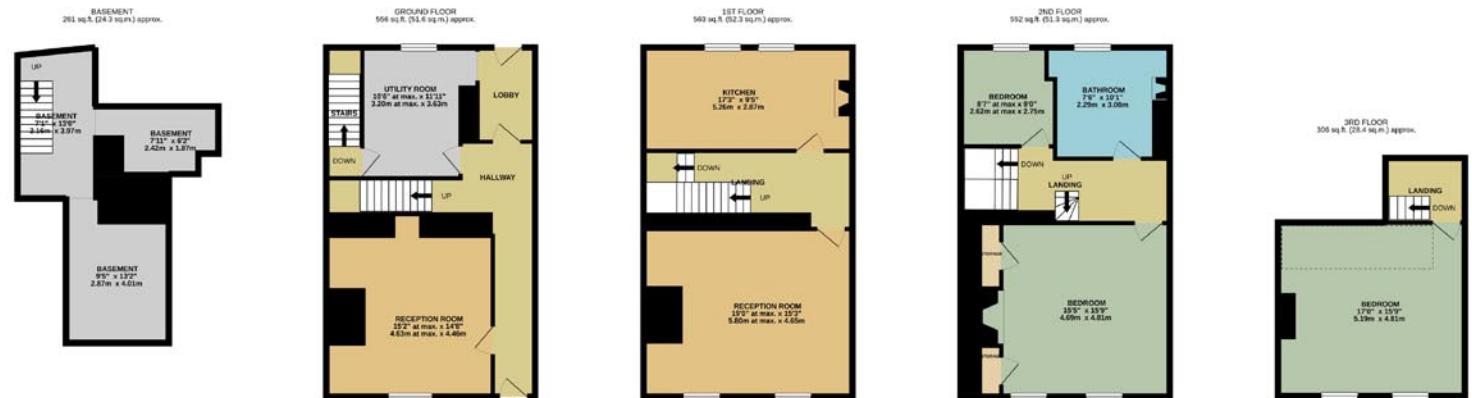 BASEMENT
261 sq.ft. (24.3 sq.m.) approx.
UP
BASEMENT
BASEMENT
7'11" x 6'2"
2.42m x 1.87m
BASEMENT
9'5" x 13'2"
2.87m x 4.01m
GROUND FLOOR
556 sq.ft. (51.6 sq.m.) approx.
UTILITY ROOM
10'6" at max. x 11'11"
3.20m at max. x 3.63m
LOBBY
STAIRS
DOWN
HALLWAY
UP
RECEPTION ROOM
15'2" at max. x 14'8"
4.63m at max. x 4.46m
1ST FLOOR
563 sq.ft. (52.3 sq.m.) approx.
KITCHEN
17'3" x 9'5"
5.26m x 2.87m
DOWN
LANDING
UP
RECEPTION ROOM
19'0" at max. x 15'3"
5.80m at max. x 4.65m
2ND FLOOR
552 sq.ft. (51.3 sq.m.) approx.
BEDROOM
8'7" at max x 9'0"
2.62m at max x 2.75m
BATHROOM
7'6" x 10'1"
2.29m x 3.08m
DOWN
UP
LANDING
STORAGE
BEDROOM
15'5" x 15'9"
4.69m x 4.81m
STORAGE
3RD FLOOR
306 sq.ft. (28.4 sq.m.) approx.
LANDING
DOWN
BEDROOM
17'0" x 15'9"
5.19m x 4.81m